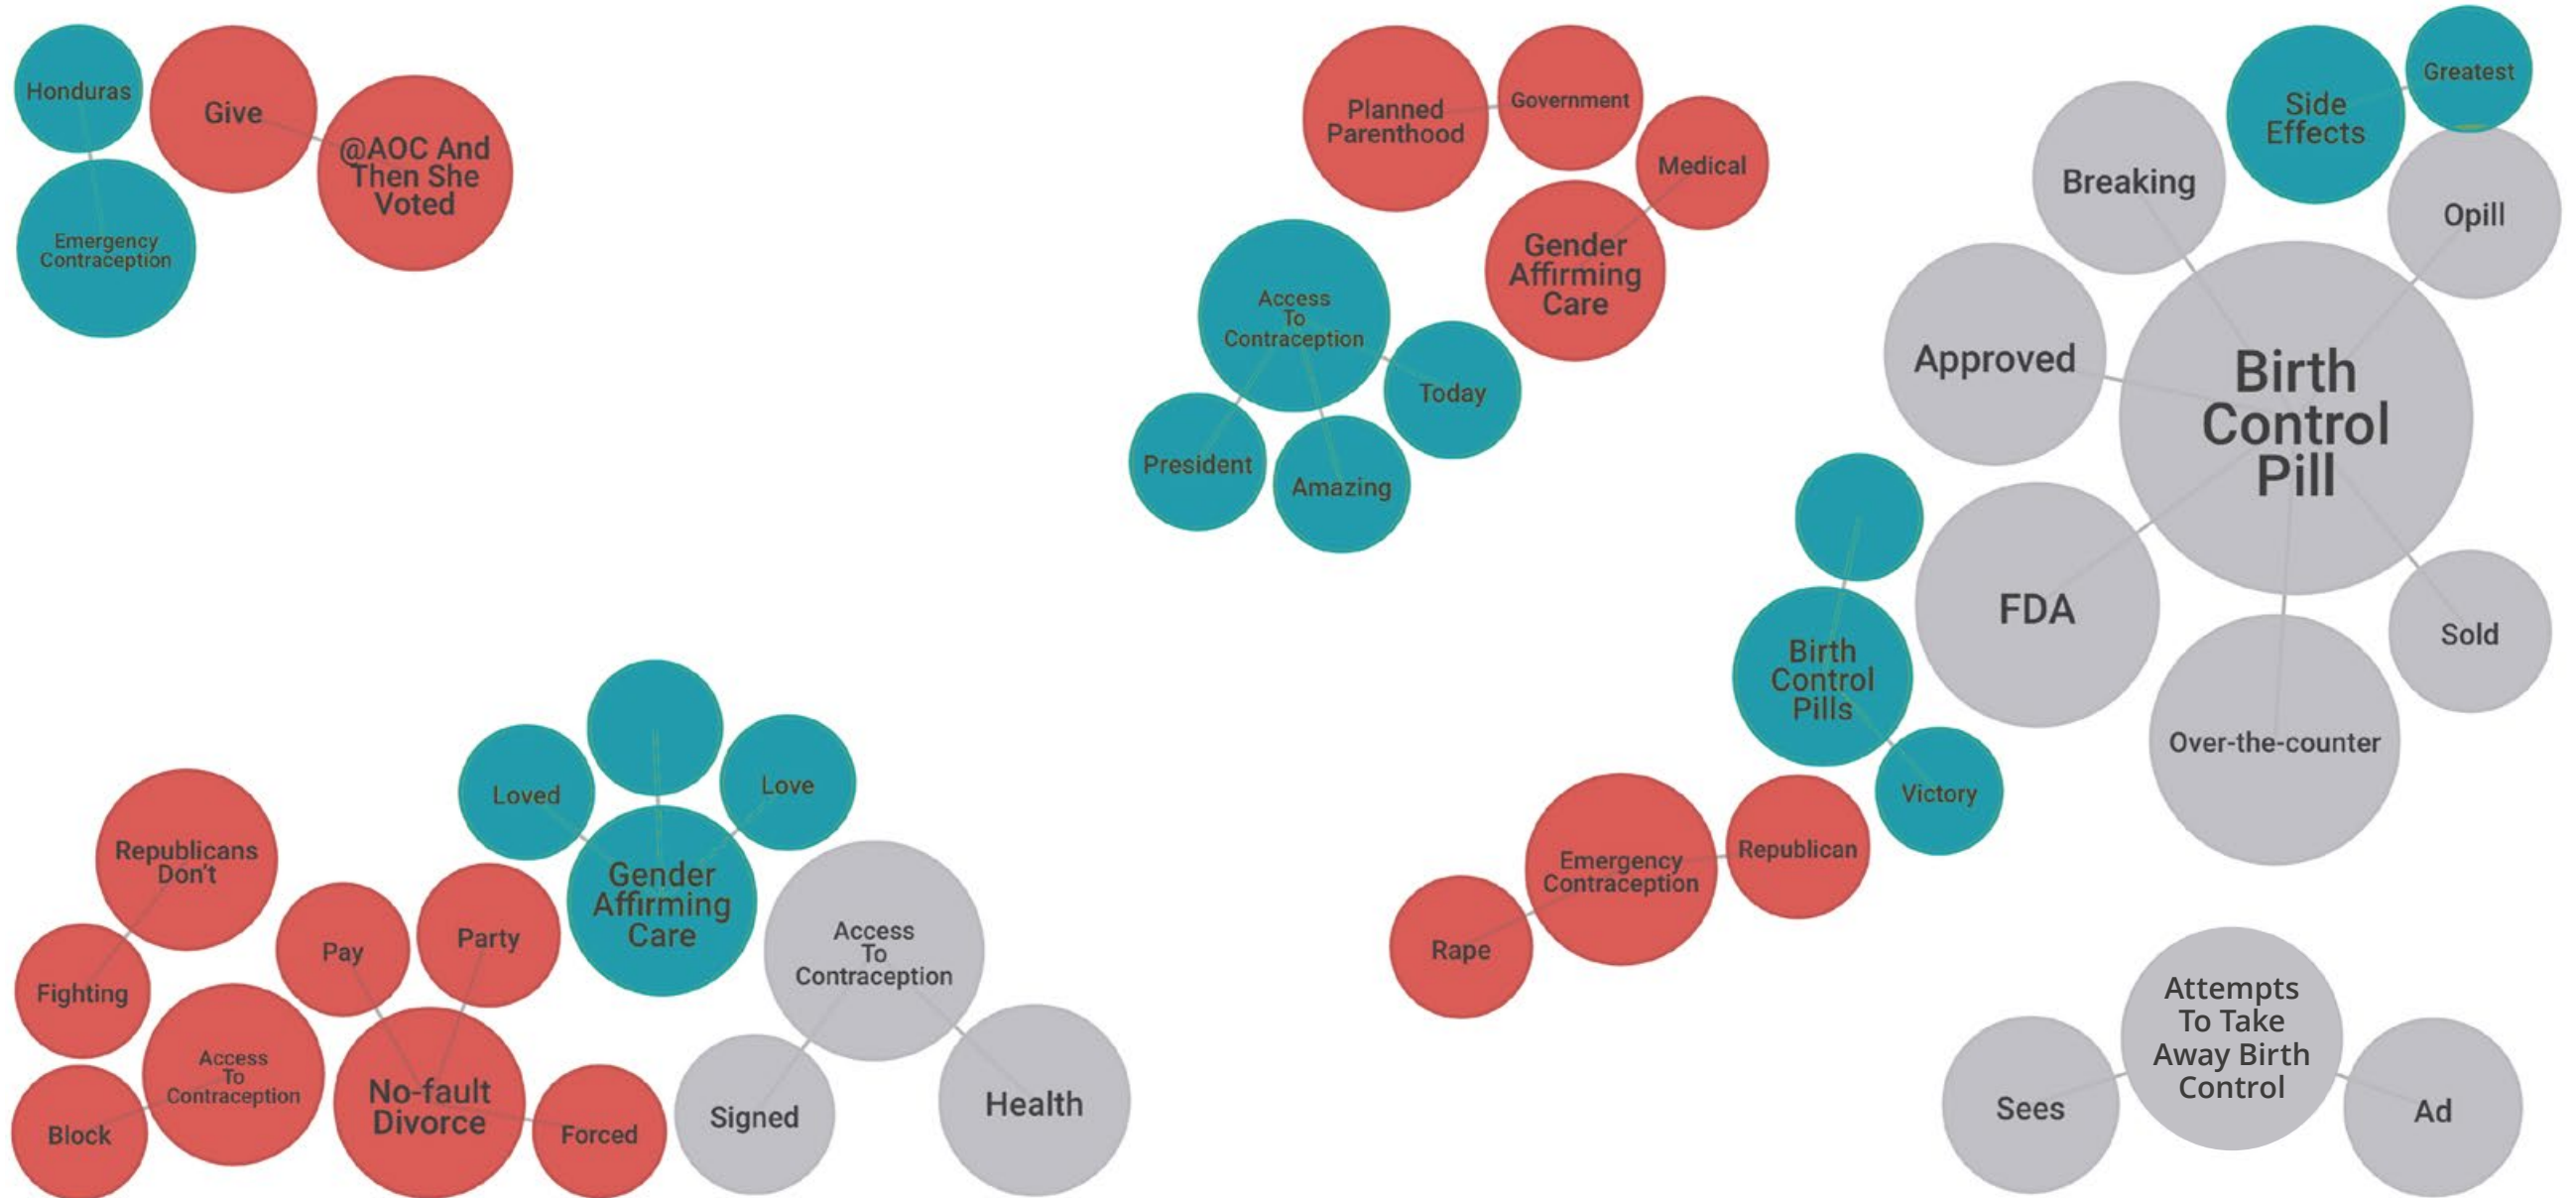 Honduras
Give
@AOC And
Then She
Voted
Emergency
Contraception
Planned
Parenthood
Government
Medical
Gender
Affirming
Care
Access
To
Contraception
Today
President
Amazing
Side
Effects
Greatest
Breaking
Opill
Approved
Birth
Control
Pill
FDA
Sold
Over-the-counter
Birth
Control
Pills
Victory
Republican
Emergency
Contraception
Rape
Loved
Love
Gender
Affirming
Care
Republicans
Don't
Fighting
Pay
Party
Access
To
Contraception
Block
No-fault
Divorce
Forced
Access
To
Contraception
Signed
Health
Attempts
To Take
Away Birth
Control
Sees
Ad